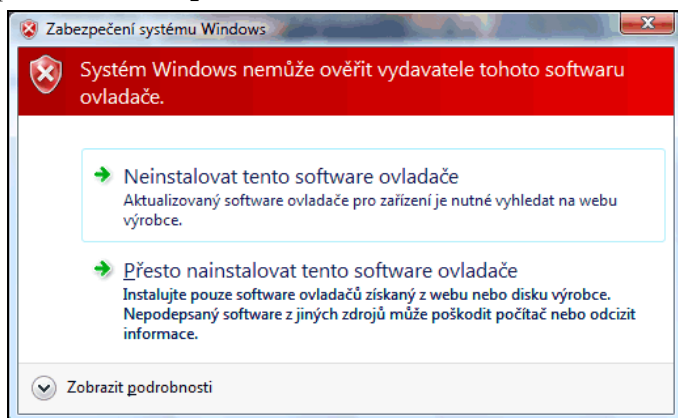 Zabezpečení systému Windows
Systém Windows nemůže ověřit vydavatele tohoto softwaru
ovladače.
Neinstalovat tento software ovladače
Aktualizovaný software ovladače pro zařízení je nutné vyhledat na webu
výrobce.
Přesto nainstalovat tento software ovladače
Instalujte pouze software ovladačů získaný z webu nebo disku výrobce.
Nepodepsaný software z jiných zdrojů může poškodit počítač nebo odcizit
informace.
Zobrazit podrobnosti